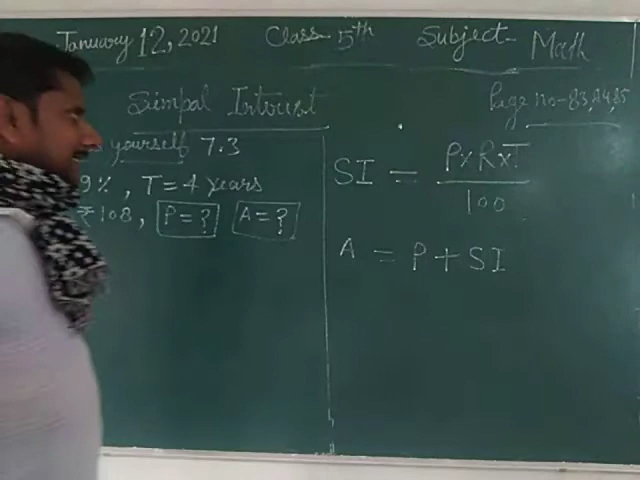 January 12, 2021 Class- 5th Subject- Math
Simpal Intrust Page no-83,84,85
yourself 7.3
9%, T=4 years
₹108, P=? A=?
SI = P×R×T
100
A = P+SI